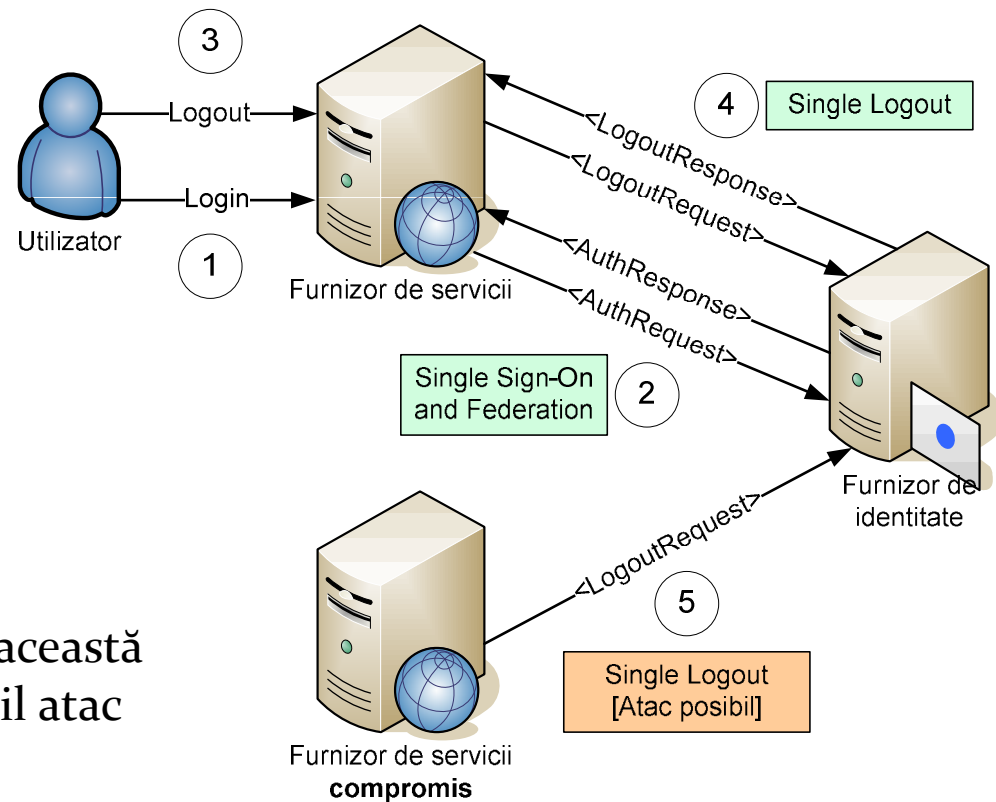 3
Logout
<LogoutResponse>
4
Single Logout
<LogoutRequest>
Login
Utilizator
1
<AuthResponse>
Furnizor de servicii
<AuthRequest>
Single Sign-On
and Federation
2
Furnizor de
identitate
<LogoutRequest>
5
această
il atac
Single Logout
[Atac posibil]
Furnizor de servicii
compromis